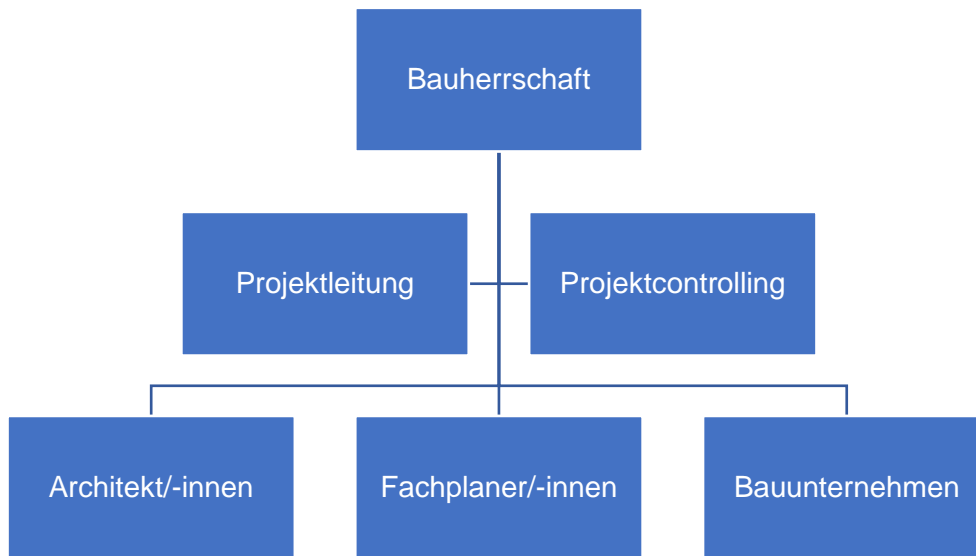 Bauherrschaft
Projektleitung
Projektcontrolling
Architekt/-innen
Fachplaner/-innen
Bauunternehmen